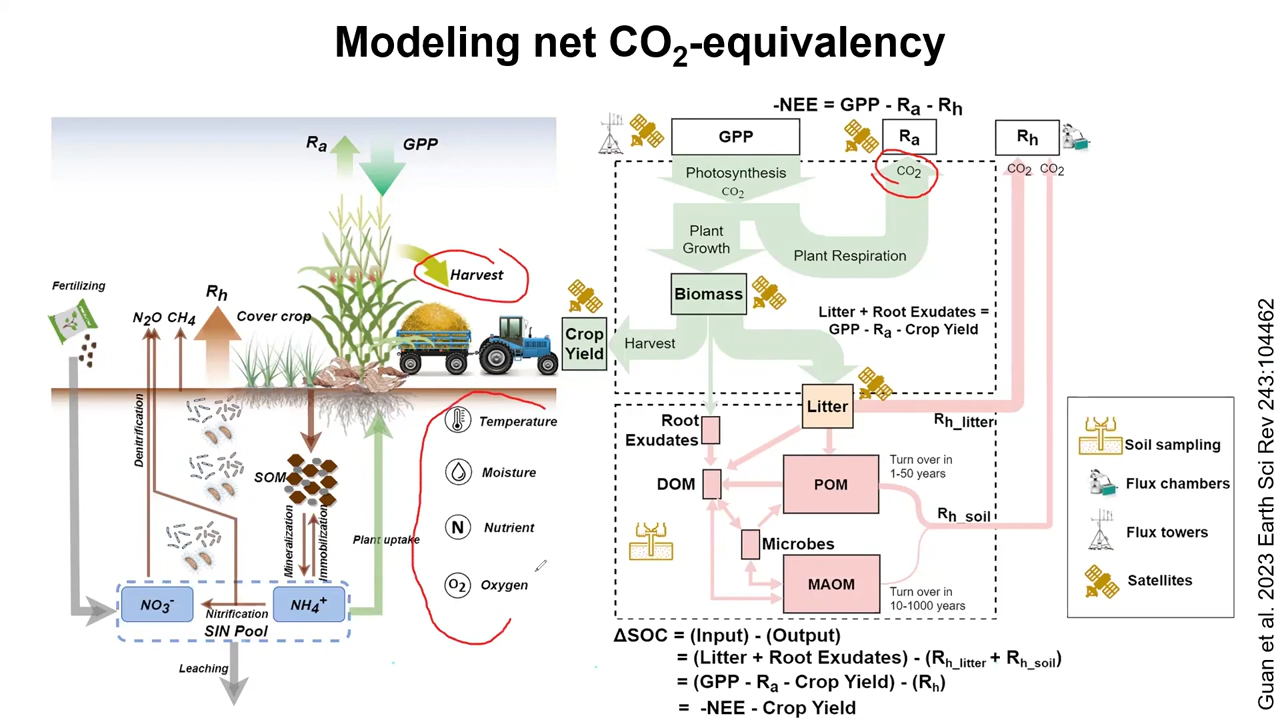 Modeling net CO₂-equivalency
Rₐ
GPP
Harvest
Fertilizing
N₂O CH₄
Rₕ
Cover crop
Denitrification
SOM
Mineralization
Immobilization
Plant uptake
Temperature
Moisture
N
Nutrient
O₂
Oxygen
NO₃⁻
Nitrification
NH₄⁺
SIN Pool
Leaching
-NEE = GPP - Rₐ - Rₕ
GPP
Rₐ
Rₕ
Photosynthesis
CO₂
CO₂
CO₂
CO₂
Plant
Growth
Plant Respiration
Biomass
Litter + Root Exudates =
GPP - Rₐ - Crop Yield
Crop
Yield
Harvest
Litter
Rₕ_litter
Root
Exudates
DOM
POM
Turn over in
1-50 years
Rₕ_soil
Microbes
MAOM
Turn over in
10-1000 years
ΔSOC = (Input) - (Output)
= (Litter + Root Exudates) - (Rₕ_litter + Rₕ_soil)
= (GPP - Rₐ - Crop Yield) - (Rₕ)
= -NEE - Crop Yield
Soil sampling
Flux chambers
Flux towers
Satellites
Guan et al. 2023 Earth Sci Rev 243:104462